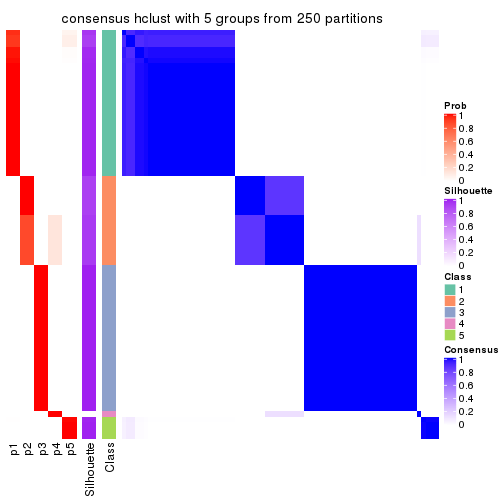 consensus hclust with 5 groups from 250 partitions
Prob
1
0.8
0.6
0.4
0.2
0
Silhouette
1
0.8
0.6
0.4
0.2
0
Class
1
2
3
4
5
Consensus
1
0.8
0.6
0.4
0.2
0
p1
p2
p3
p4
p5
Silhouette
Class